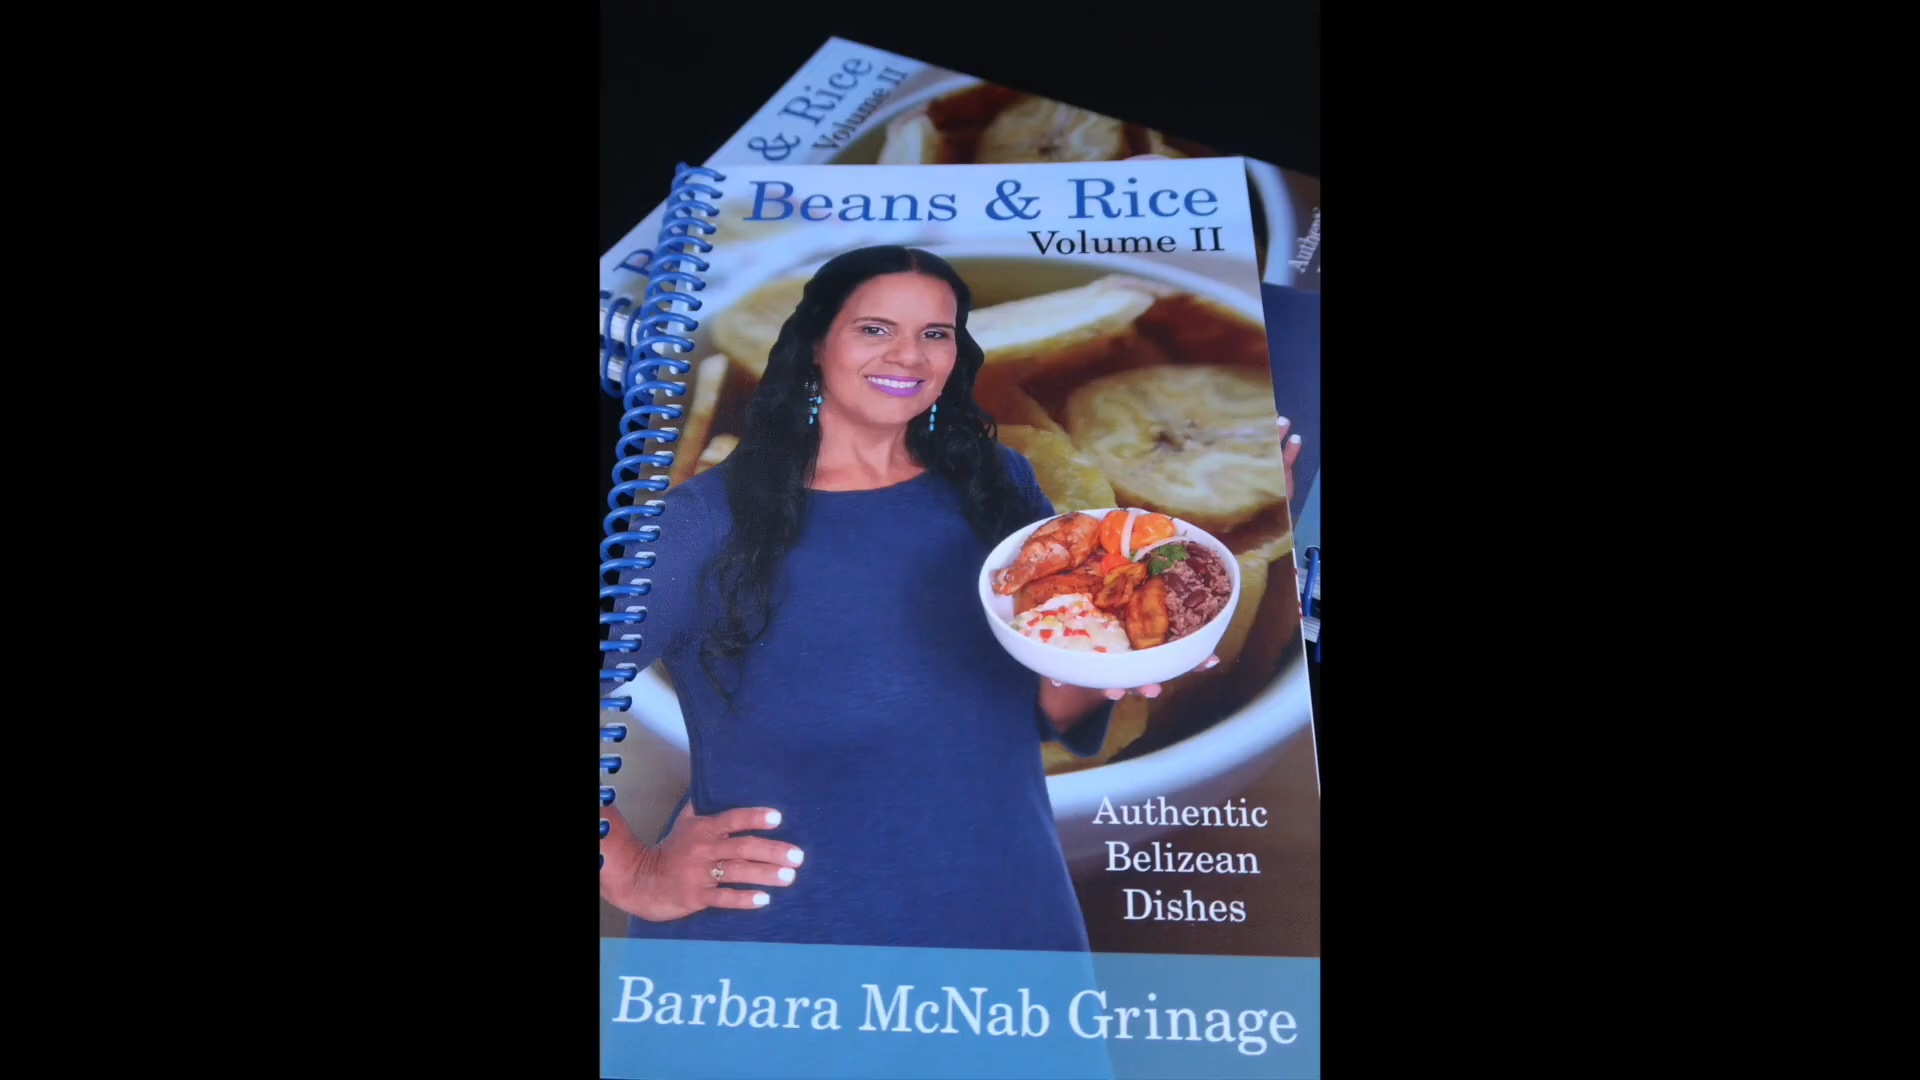 & Rice
Volume II
Beans & Rice
Volume II
Authentic
Belizean
Dishes
Barbara McNab Grinage